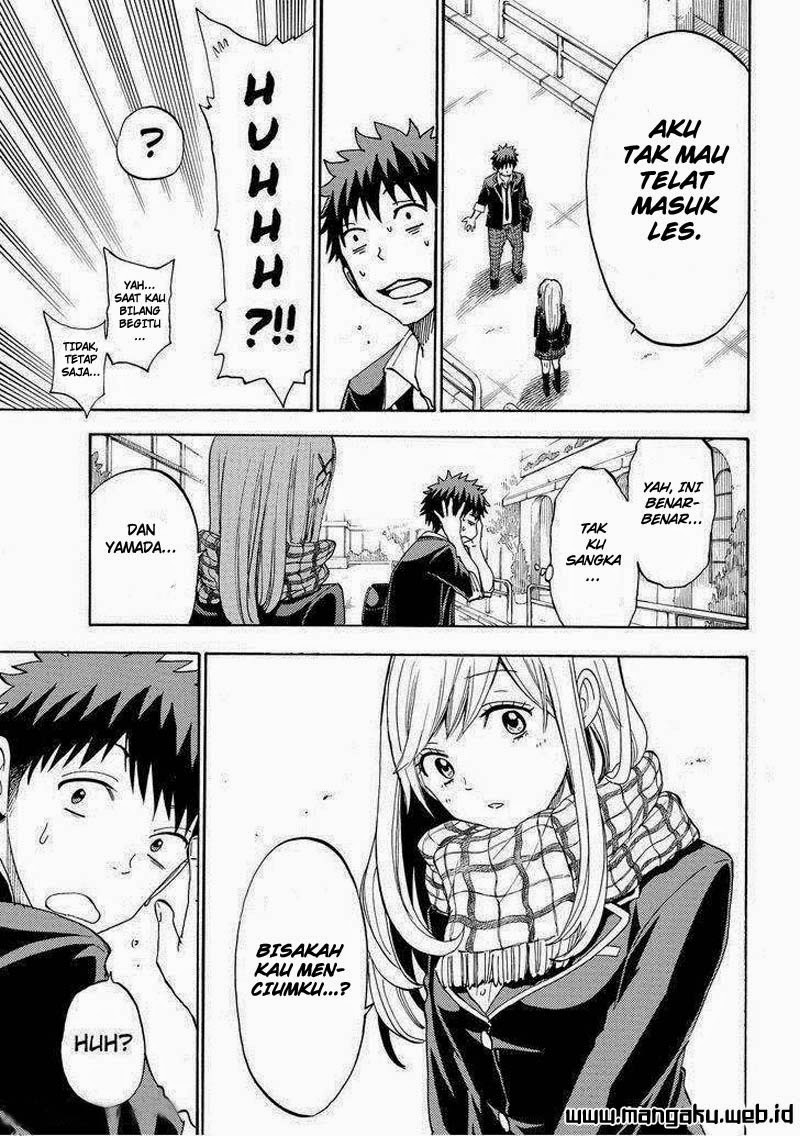 AKU
TAK MAU
TELAT
MASUK
LES.
HUHHH?!!
?
YAH...
SAAT KAU
BILANG
BEGITU
...
TIDAK,
TETAP
SAJA...
YAH, INI
BENAR-
BENAR...
TAK
KU
SANGKA
...
DAN
YAMADA...
BISAKAH
KAU MEN-
CIUMKU...?
HUH?
www.mangaku.web.id